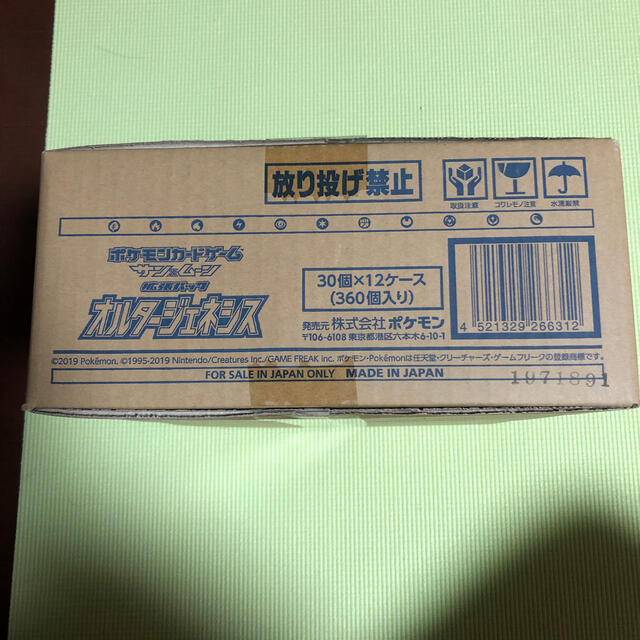 放り投げ禁止
取扱注意 コワレモノ注意 水濡厳禁
ポケモンカードゲーム
サン&ムーン
拡張パック
オルタージェネシス
30個×12ケース
(360個入り)
発売元 株式会社 ポケモン
〒106-6108 東京都港区六本木6-10-1
4 521329 266312
©2019 Pokémon. ©1995-2019 Nintendo/Creatures Inc./GAME FREAK inc. ポケモン・Pokémonは任天堂・クリーチャーズ・ゲームフリークの登録商標です。
FOR SALE IN JAPAN ONLY MADE IN JAPAN
1971891